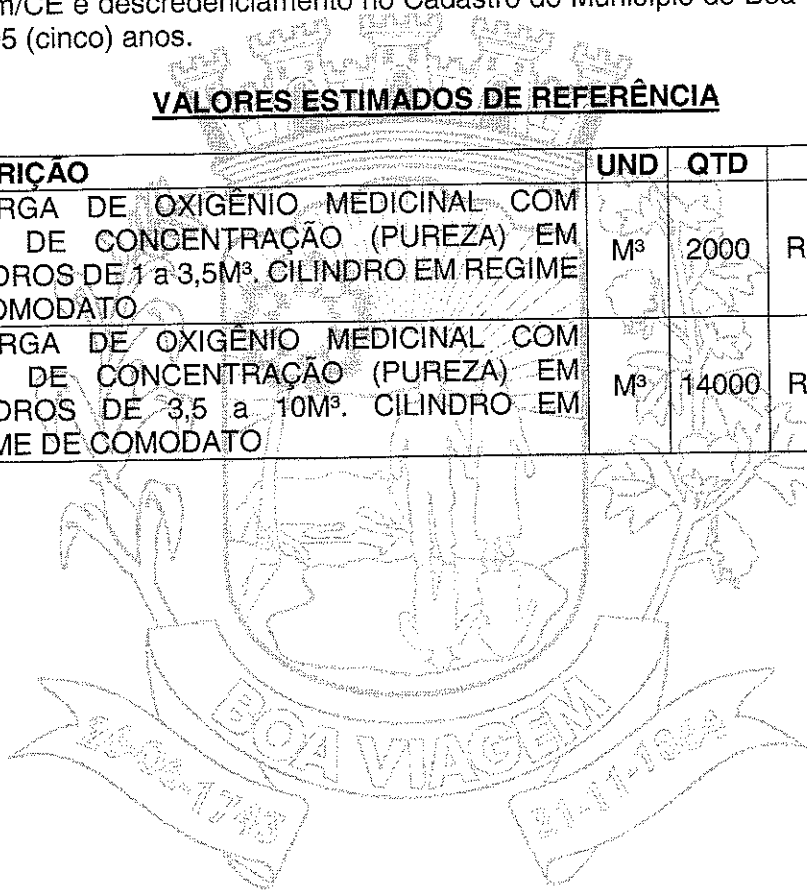 m/CE e descredenciamento no Cadastro do Município de Boa
5 (cinco) anos.
VALORES ESTIMADOS DE REFERÊNCIA
RIÇÃO UND QTD
RGA DE OXIGÊNIO MEDICINAL COM
DE CONCENTRAÇÃO (PUREZA) EM
DROS DE 1 a 3,5M³. CILINDRO EM REGIME
OMODATO
M³ 2000 R
RGA DE OXIGÊNIO MEDICINAL COM
DE CONCENTRAÇÃO (PUREZA) EM
DROS DE 3,5 a 10M³. CILINDRO EM
ME DE COMODATO
M³ 14000 R
BOA VIAGEM
21-11-1864